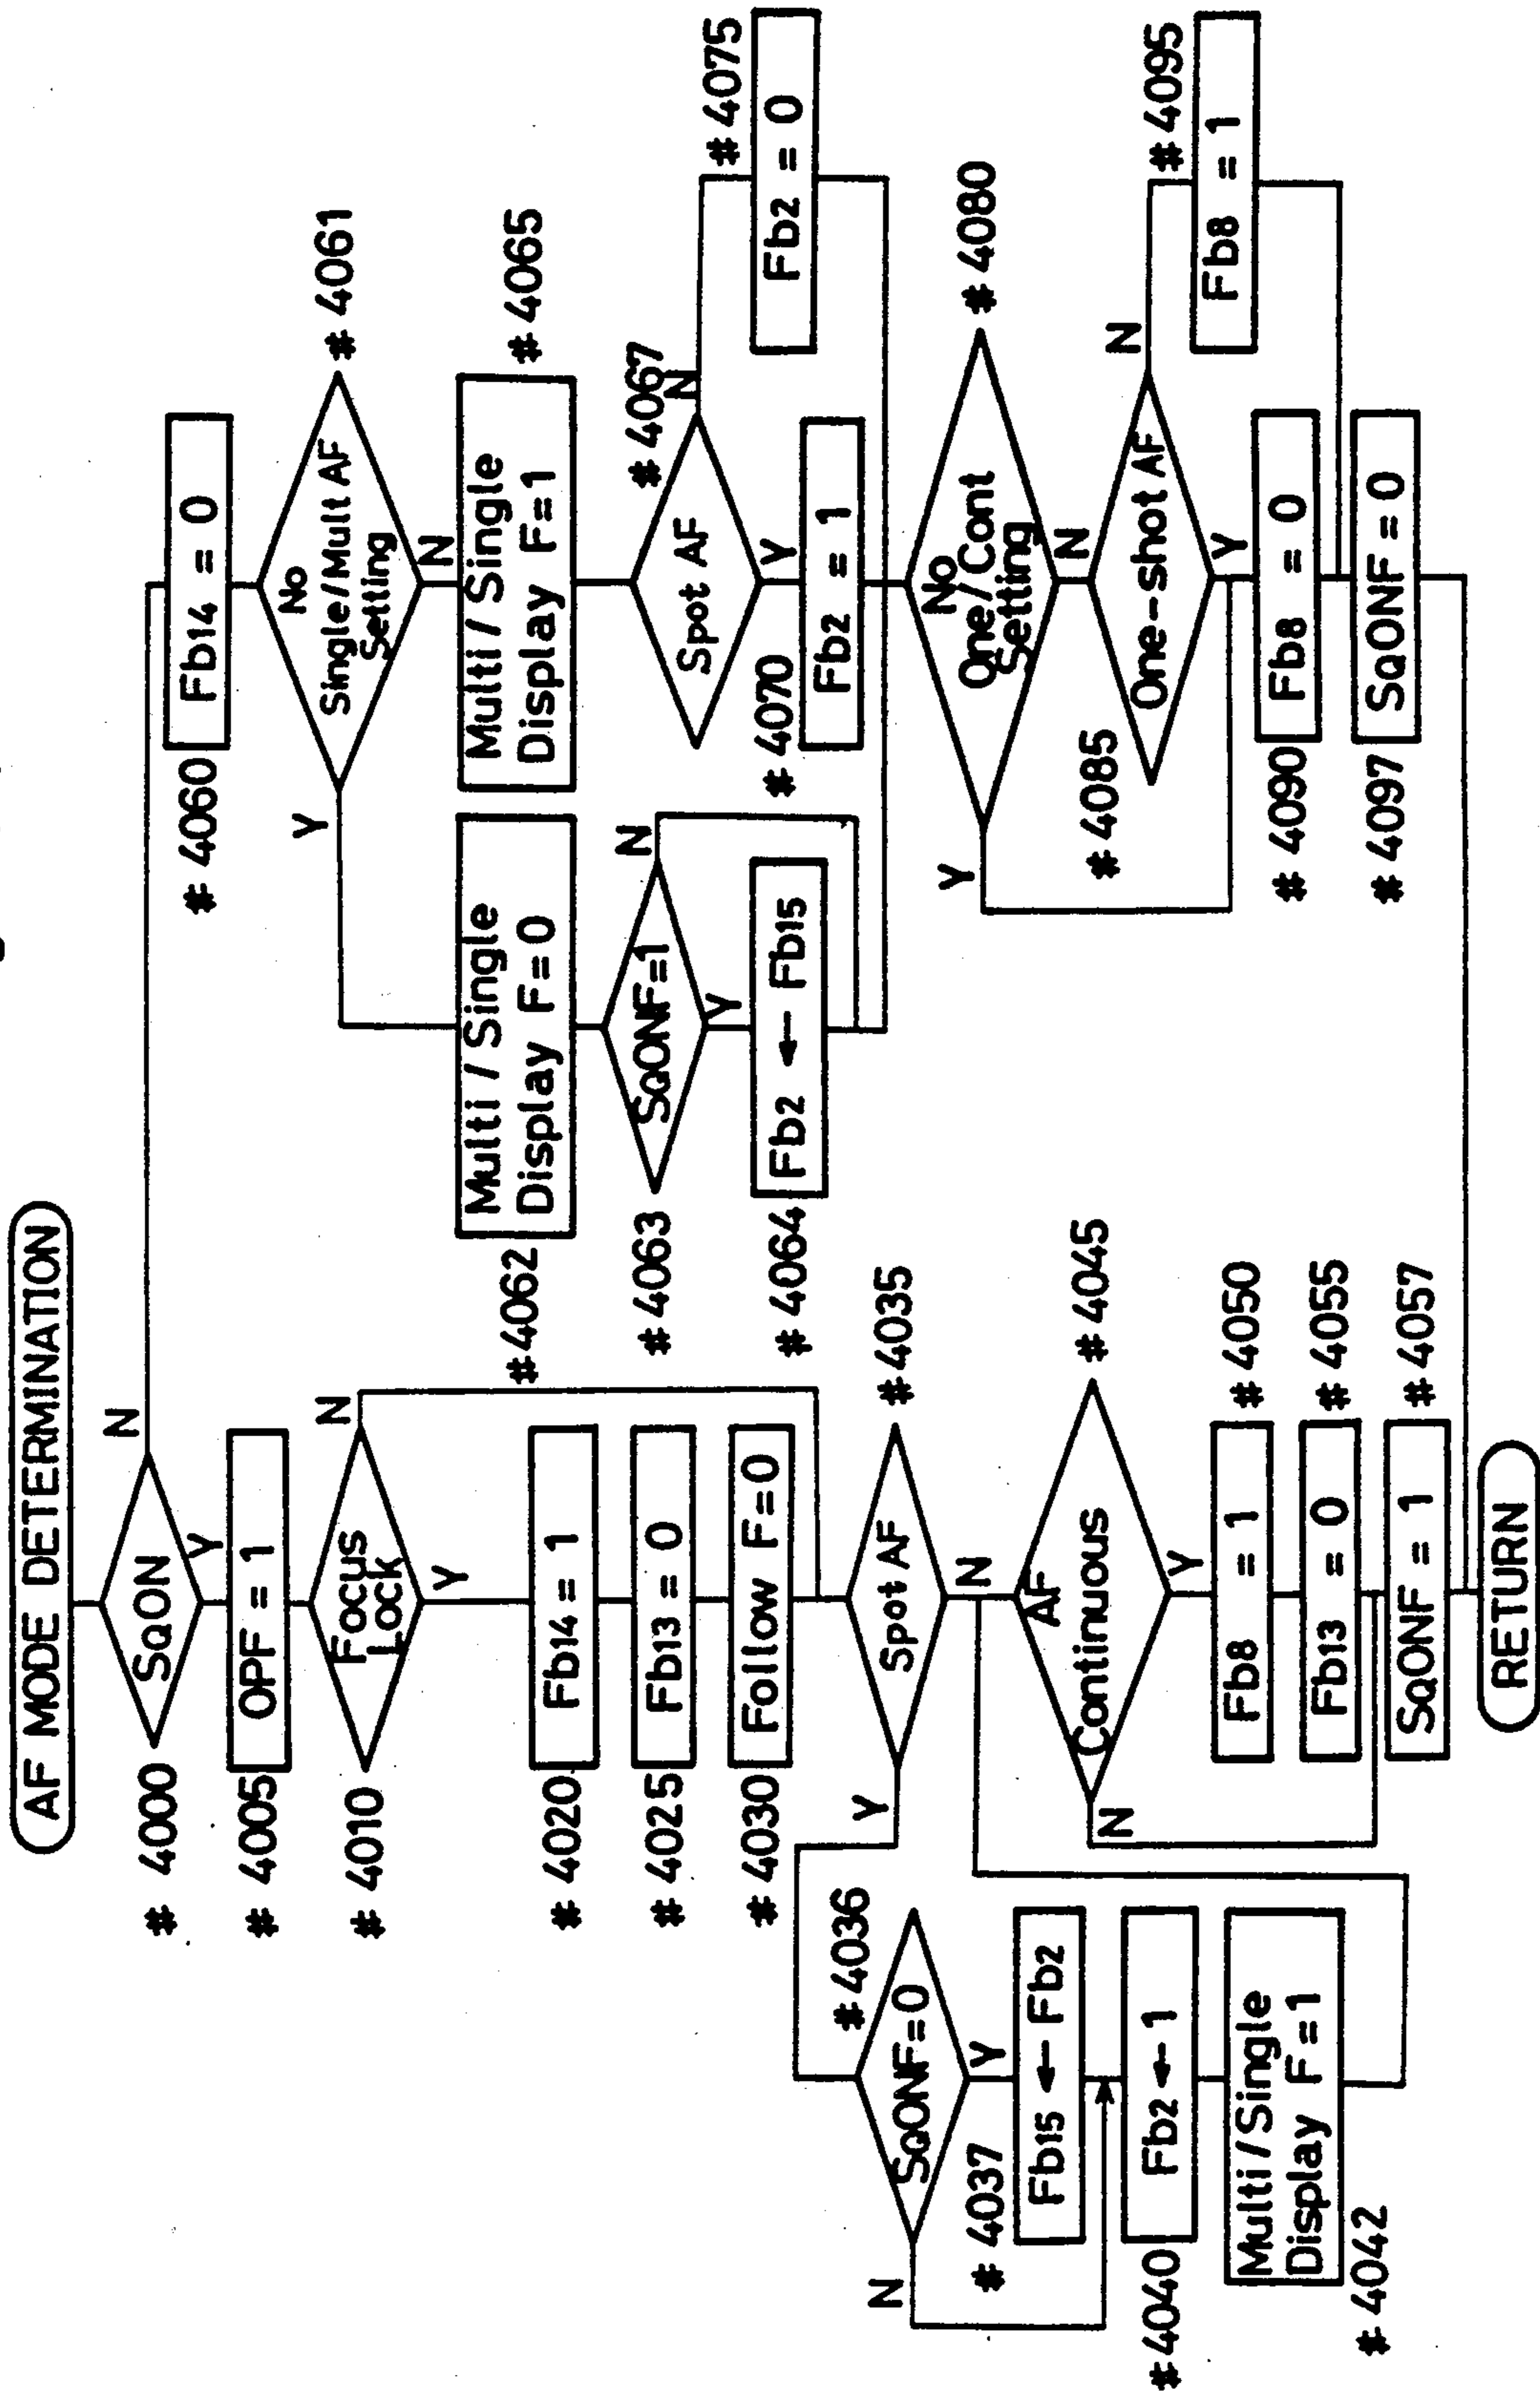 AF MODE DETERMINATION
# 4000
SQON
N
Y
# 4005
OPF = 1
# 4010
Focus
Lock
N
Y
# 4020
Fb14 = 1
# 4025
Fb13 = 0
# 4030
Follow F=0
Spot AF
# 4035
Y
N
# 4036
SQONF=0
N
Y
# 4037
Fb15 ← Fb2
# 4040
Fb2 ← 1
Multi/Single
Display F=1
# 4042
AF
Continuous
# 4045
N
Y
Fb8 = 1
# 4050
Fb13 = 0
# 4055
SQONF = 1
# 4057
RETURN
# 4060
Fb14 = 0
No
Single/Mult AF
Setting
# 4061
Y
N
Multi / Single
Display F=0
# 4062
# 4063
SQONF=1
N
Y
# 4064
Fb2 ← Fb15
Multi / Single
Display F=1
# 4065
Spot AF
# 4067
N
Y
# 4070
Fb2 = 1
# 4075
Fb2 = 0
No
One/Cont
Setting
# 4080
Y
N
# 4085
One-shot AF
N
Y
# 4090
Fb8 = 0
# 4095
Fb8 = 1
# 4097
SQONF = 0